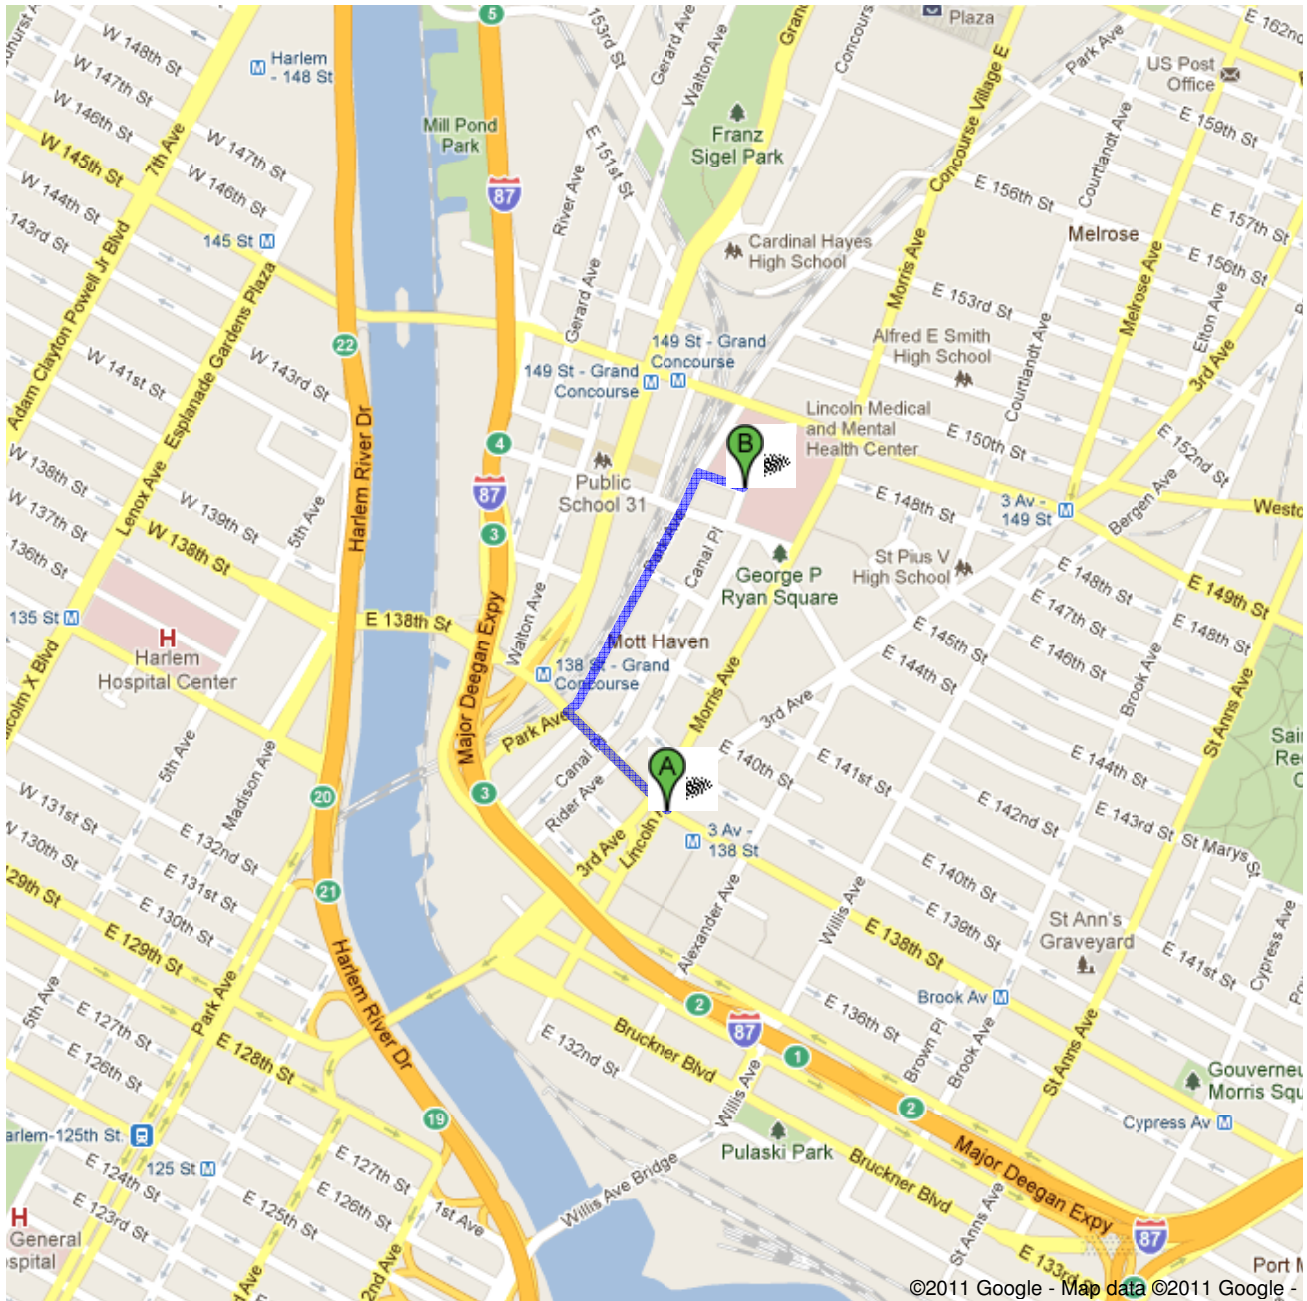 5
153rd St
Gerard Ave
Walton Ave
Grand
Concours
Plaza
E 162nd
Park Ave
US Post
Office
W 148th St
Harlem
- 148 St
W 147th St
W 146th St
W 145th St
7th Ave
W 147th St
W 146th St
W 144th St
143rd St
145 St
Mill Pond
Park
87
E 151st St
River Ave
Franz
Sigel Park
Concourse Village E
Courtlandt Ave
E 159th St
E 156th St
E 157th St
Melrose
E 156th St
Cardinal Hayes
High School
Morris Ave
E 153rd St
Melrose Ave
Elton Ave
3rd Ave
Adam Clayton Powell Jr Blvd
Esplanade Gardens Plaza
Gerard Ave
22
W 143rd St
W 141st St
149 St - Grand
Concourse
149 St - Grand
Concourse
Alfred E Smith
High School
Courtlandt Ave
Lincoln Medical
and Mental
Health Center
E 150th St
E 152nd St
Harlem River Dr
4
B
Public
School 31
87
3
W 138th St
W 137th St
136th St
Lenox Ave
W 139th St
5th Ave
W 138th St
E 148th St
3 Av -
149 St
Bergen Ave
Westc
Canal Pl
St Pius V
High School
George P
Ryan Square
E 148th St
E 147th St
E 149th St
E 148th St
135 St
H
Harlem
Hospital Center
E 138th St
Major Deegan Expy
Walton Ave
Mott Haven
138 St - Grand
Concourse
E 145th St
E 146th St
E 144th St
Brook Ave
St Anns Ave
lcolm X Blvd
Park Ave
Morris Ave
3rd Ave
5th Ave
Madison Ave
Canal
Rider Ave
A
E 140th St
E 141st St
E 144th St
20
3
W 131st St
W 130th St
E 132nd St
E 131st St
E 130th St
129th St
E 129th St
21
3rd Ave
Lincoln
3 Av -
138 St
E 142nd St
E 143rd St
St Marys St
E 140th St
E 139th St
Alexander Ave
Willis Ave
E 138th St
St Ann's
Graveyard
E 141st St
Cypress Ave
Harlem River Dr
Park Ave
5th Ave
E 127th St
E 126th St
E 128th St
2
87
1
E 136th St
Brook Av
Brown Pl
Brook Ave
St Anns Ave
Bruckner Blvd
E 132nd St
Willis Ave
2
Gouverneu
Morris Squ
Cypress Av
19
arlem-125th St.
125 St
E 124th St
E 123rd St
E 127th St
E 126th St
E 125th St
1st Ave
2nd Ave
Willis Ave Bridge
Pulaski Park
Bruckner Blvd
Major Deegan Expy
St Anns Ave
E 133rd St
87
H
General
spital
Port M
©2011 Google - Map data ©2011 Google -